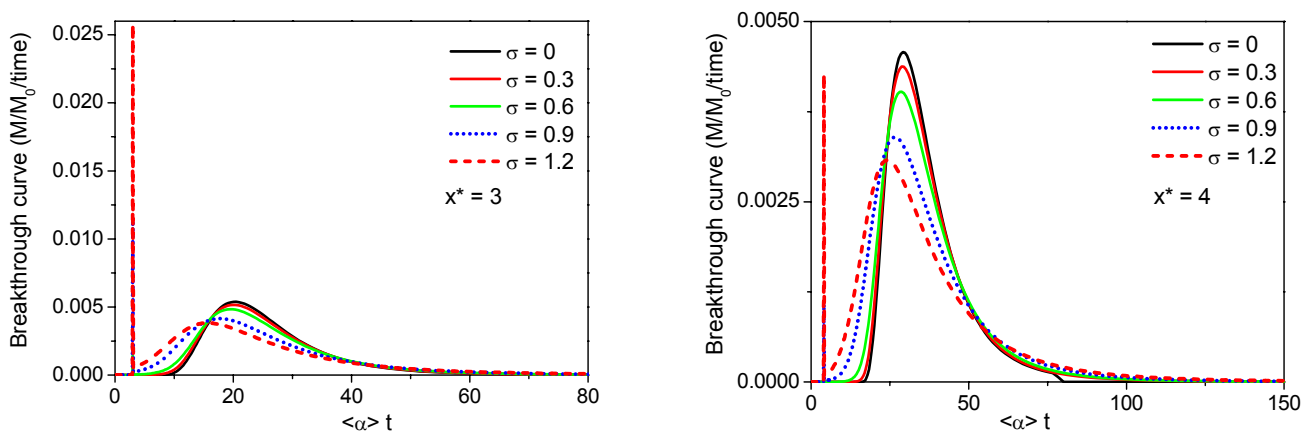 Breakthrough curve (M/M₀/time)
0.025
0.020
0.015
0.010
0.005
0.000
σ = 0
σ = 0.3
σ = 0.6
σ = 0.9
σ = 1.2
x* = 3
0 20 40 60 80
<α> t
Breakthrough curve (M/M₀/time)
0.0050
0.0025
0.0000
σ = 0
σ = 0.3
σ = 0.6
σ = 0.9
σ = 1.2
x* = 4
0 50 100 150
<α> t